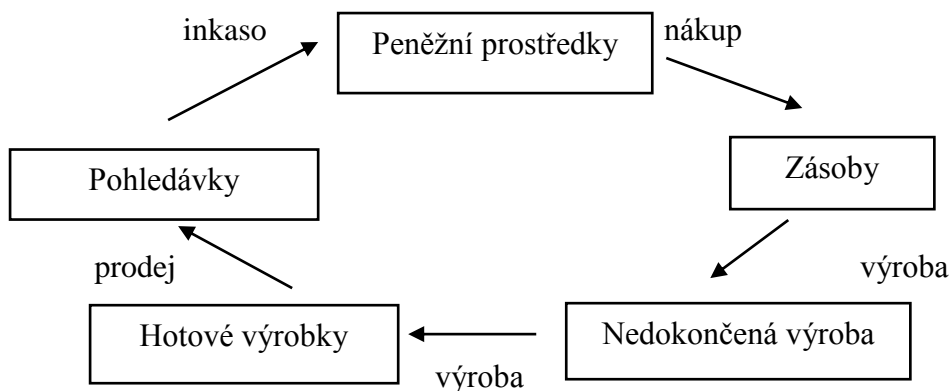 inkaso
Peněžní prostředky
nákup
Pohledávky
Zásoby
prodej
výroba
Hotové výrobky
Nedokončená výroba
výroba